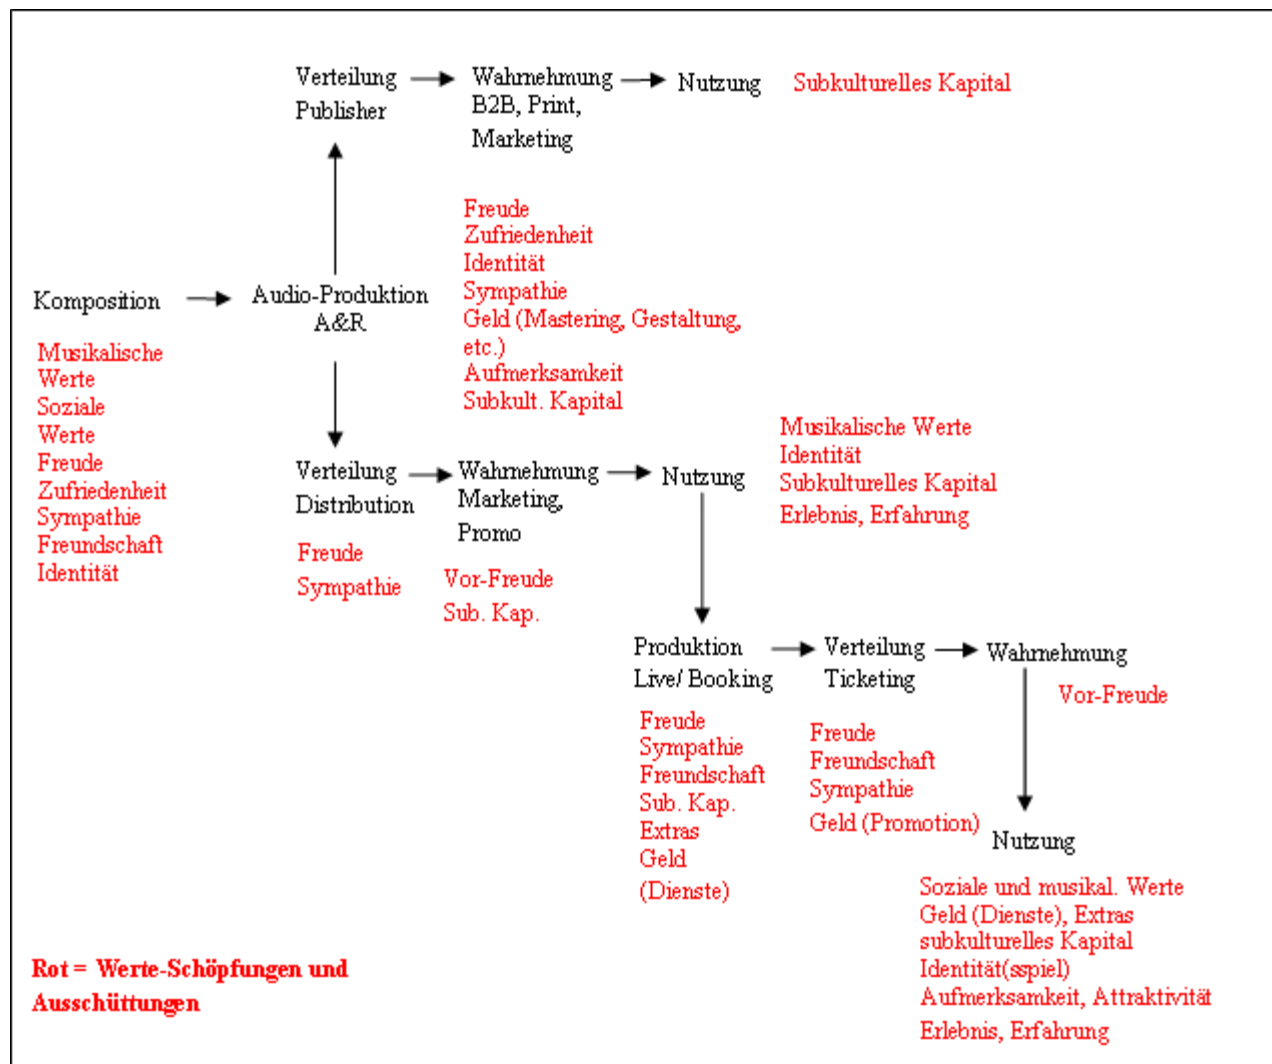 Verteilung
Publisher
Wahrnehmung
B2B, Print,
Marketing
Nutzung
Subkulturelles Kapital
Freude
Zufriedenheit
Identität
Sympathie
Geld (Mastering, Gestaltung,
etc.)
Aufmerksamkeit
Subkult. Kapital
Komposition
Audio-Produktion
A&R
Musikalische
Werte
Soziale
Werte
Freude
Zufriedenheit
Sympathie
Freundschaft
Identität
Verteilung
Distribution
Freude
Sympathie
Wahrnehmung
Marketing,
Promo
Vor-Freude
Sub. Kap.
Nutzung
Musikalische Werte
Identität
Subkulturelles Kapital
Erlebnis, Erfahrung
Produktion
Live/ Booking
Freude
Sympathie
Freundschaft
Sub. Kap.
Extras
Geld
(Dienste)
Verteilung
Ticketing
Freude
Freundschaft
Sympathie
Geld (Promotion)
Wahrnehmung
Vor-Freude
Nutzung
Soziale und musikal. Werte
Geld (Dienste), Extras
subkulturelles Kapital
Identität(sspiel)
Aufmerksamkeit, Attraktivität
Erlebnis, Erfahrung
Rot = Werte-Schöpfungen und
Ausschüttungen